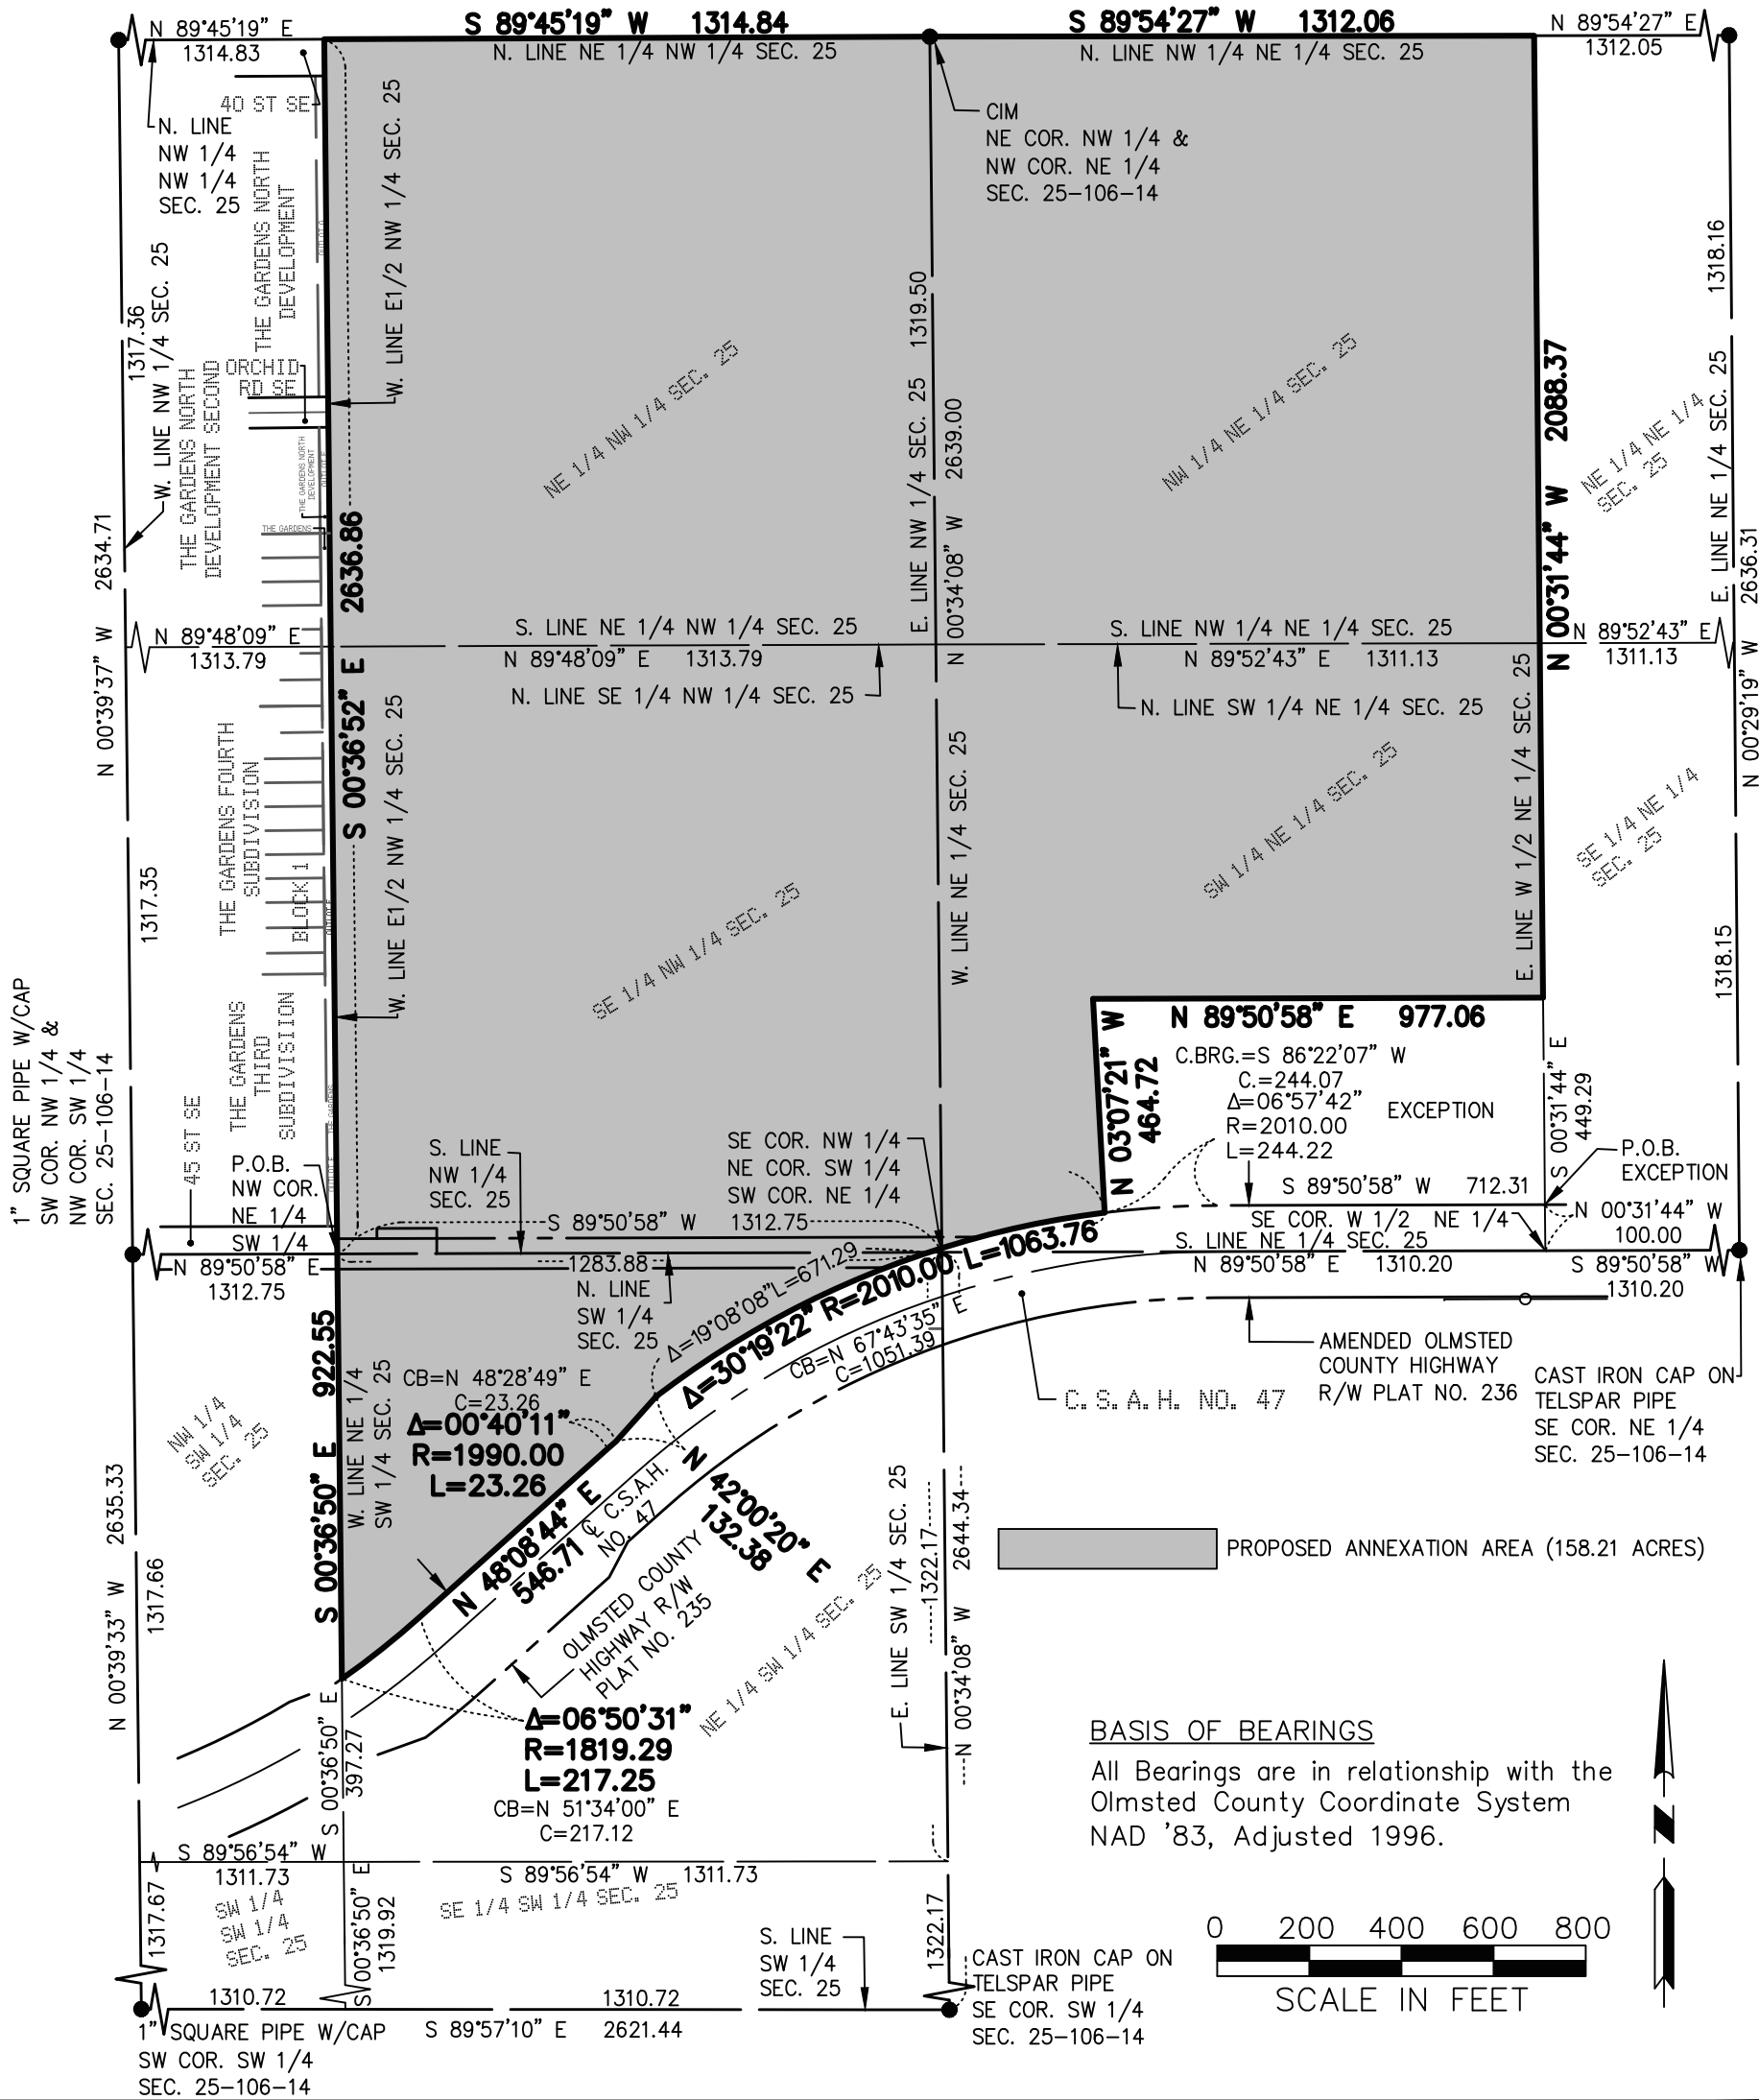 N 89°45'19" E
1314.83
S 89°45'19" W 1314.84
N. LINE NE 1/4 NW 1/4 SEC. 25
S 89°54'27" W 1312.06
N. LINE NW 1/4 NE 1/4 SEC. 25
N 89°54'27" E
1312.05
40 ST SE
N. LINE
NW 1/4
NW 1/4
SEC. 25
CIM
NE COR. NW 1/4 &
NW COR. NE 1/4
SEC. 25-106-14
W. LINE E1/2 NW 1/4 SEC. 25
THE GARDENS NORTH
DEVELOPMENT
W. LINE NW 1/4 SEC. 25
1317.36
THE GARDENS NORTH
DEVELOPMENT SECOND
ORCHID
RD SE
THE GARDENS NORTH
DEVELOPMENT
THE GARDENS
N 00°39'37" W 2634.71
S 00°36'52" E 2636.86
NE 1/4 NW 1/4 SEC. 25
E. LINE NW 1/4 SEC. 25 1319.50
N 00°34'08" W 2639.00
NW 1/4 NE 1/4 SEC. 25
N 00°31'44" W 2088.37
NE 1/4 NE 1/4
SEC. 25
1318.16
E. LINE NE 1/4 SEC. 25
N 00°29'19" W 2636.31
N 89°48'09" E
1313.79
S. LINE NE 1/4 NW 1/4 SEC. 25
N 89°48'09" E 1313.79
N. LINE SE 1/4 NW 1/4 SEC. 25
S. LINE NW 1/4 NE 1/4 SEC. 25
N 89°52'43" E 1311.13
N. LINE SW 1/4 NE 1/4 SEC. 25
N 89°52'43" E
1311.13
THE GARDENS FOURTH
SUBDIVISION
BLOCK 1
W. LINE E1/2 NW 1/4 SEC. 25
1317.35
SE 1/4 NW 1/4 SEC. 25
W. LINE NE 1/4 SEC. 25
SW 1/4 NE 1/4 SEC. 25
E. LINE W 1/2 NE 1/4 SEC. 25
SE 1/4 NE 1/4
SEC. 25
1318.15
1" SQUARE PIPE W/CAP
SW COR. NW 1/4 &
NW COR. SW 1/4
SEC. 25-106-14
45 ST SE
THE GARDENS
THIRD
SUBDIVISTION
N 89°50'58" E 977.06
N 03°07'21" W
464.72
C.BRG.=S 86°22'07" W
C.=244.07
Δ=06°57'42"
R=2010.00
L=244.22
EXCEPTION
S 00°31'44" E
449.29
P.O.B.
EXCEPTION
P.O.B.
NW COR.
NE 1/4
SW 1/4
S. LINE
NW 1/4
SEC. 25
SE COR. NW 1/4
NE COR. SW 1/4
SW COR. NE 1/4
S 89°50'58" W 1312.75
S 89°50'58" W 712.31
N 00°31'44" W
100.00
SE COR. W 1/2 NE 1/4
S. LINE NE 1/4 SEC. 25
N 89°50'58" E 1310.20
S 89°50'58" W
1310.20
N 89°50'58" E
1312.75
1283.88
N. LINE
SW 1/4
SEC. 25
Δ=19°08'08" L=671.29
Δ=30°19'22" R=2010.00 L=1063.76
CB=N 67°43'35" E
C=1051.39
C. S. A. H. NO. 47
AMENDED OLMSTED
COUNTY HIGHWAY
R/W PLAT NO. 236
CAST IRON CAP ON
TELSPAR PIPE
SE COR. NE 1/4
SEC. 25-106-14
S 00°36'50" E 922.55
W. LINE NE 1/4
SW 1/4 SEC. 25
CB=N 48°28'49" E
C=23.26
Δ=00°40'11"
R=1990.00
L=23.26
NW 1/4
SW 1/4
SEC. 25
N 00°39'33" W 2635.33
1317.66
N 48°08'44" E
546.71
℄ C.S.A.H.
NO. 47
N 42°00'20" E
132.38
OLMSTED COUNTY
HIGHWAY R/W
PLAT NO. 235
NE 1/4 SW 1/4 SEC. 25
E. LINE SW 1/4 SEC. 25
1322.17
N 00°34'08" W 2644.34
PROPOSED ANNEXATION AREA (158.21 ACRES)
Δ=06°50'31"
R=1819.29
L=217.25
CB=N 51°34'00" E
C=217.12
S 00°36'50" E
397.27
BASIS OF BEARINGS
All Bearings are in relationship with the
Olmsted County Coordinate System
NAD '83, Adjusted 1996.
N
S 89°56'54" W
1311.73
S 89°56'54" W 1311.73
1317.67
SW 1/4
SW 1/4
SEC. 25
S 00°36'50" E
1319.92
SE 1/4 SW 1/4 SEC. 25
1322.17
S. LINE
SW 1/4
SEC. 25
0 200 400 600 800
SCALE IN FEET
1310.72
1310.72
S 89°57'10" E 2621.44
1" SQUARE PIPE W/CAP
SW COR. SW 1/4
SEC. 25-106-14
CAST IRON CAP ON
TELSPAR PIPE
SE COR. SW 1/4
SEC. 25-106-14